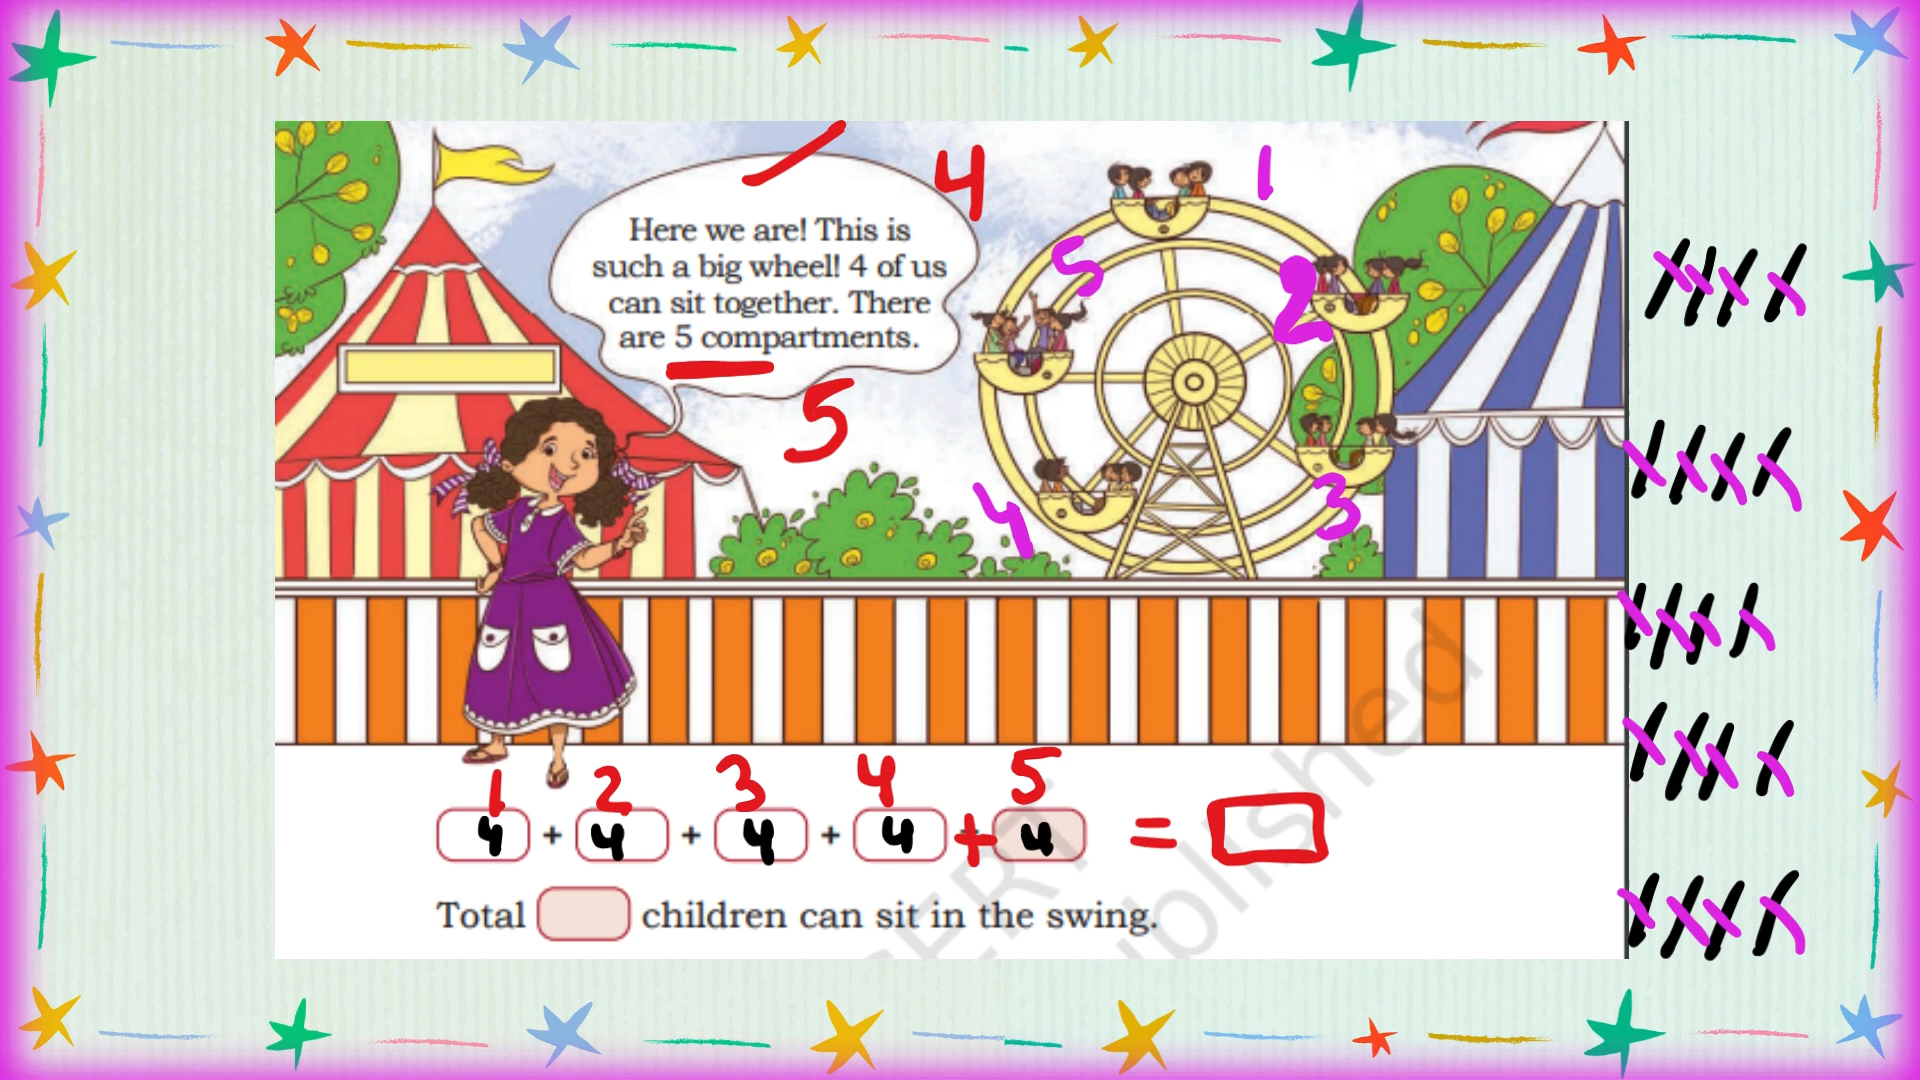 Here we are! This is
such a big wheel! 4 of us
can sit together. There
are 5 compartments.
4
5
1
2
3
4
5
1 2 3 4 5
4 + 4 + 4 + 4 + 4 =
Total children can sit in the swing.